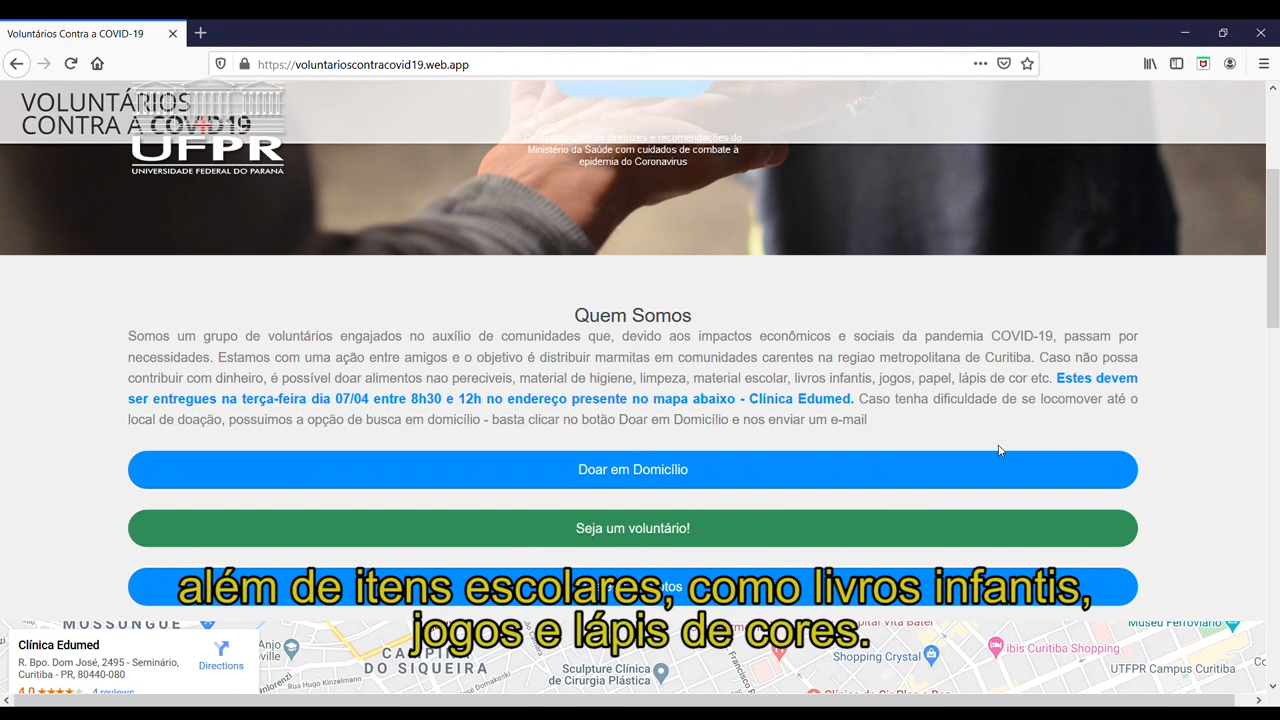 Voluntários Contra a COVID-19
https://voluntarioscontracovid19.web.app
VOLUNTÁRIOS
CONTRA A COVID19
UFPR
UNIVERSIDADE FEDERAL DO PARANÁ
diretrizes e recomendações do
Ministério da Saúde com cuidados de combate à
epidemia do Coronavirus
Quem Somos
Somos um grupo de voluntários engajados no auxílio de comunidades que, devido aos impactos econômicos e sociais da pandemia COVID-19, passam por
necessidades. Estamos com uma ação entre amigos e o objetivo é distribuir marmitas em comunidades carentes na regiao metropolitana de Curitiba. Caso não possa
contribuir com dinheiro, é possível doar alimentos nao pereciveis, material de higiene, limpeza, material escolar, livros infantis, jogos, papel, lápis de cor etc. Estes devem
ser entregues na terça-feira dia 07/04 entre 8h30 e 12h no endereço presente no mapa abaixo - Clínica Edumed. Caso tenha dificuldade de se locomover até o
local de doação, possuimos a opção de busca em domicílio - basta clicar no botão Doar em Domicílio e nos enviar um e-mail
Doar em Domicílio
Seja um voluntário!
além de itens escolares, como livros infantis,
jogos e lápis de cores.
MOSSUNGUE
Clínica Edumed
R. Bpo. Dom José, 2495 - Seminário,
Curitiba - PR, 80440-080
Directions
4.0
4 reviews
Anjo
CAMPINA
DO SIQUEIRA
Rua Hugo Kinzelmann
Sculpture Clínica
de Cirurgia Plástica
Shopping Crystal
Museu Ferroviário
ibis Curitiba Shopping
UTFPR Campus Curitiba